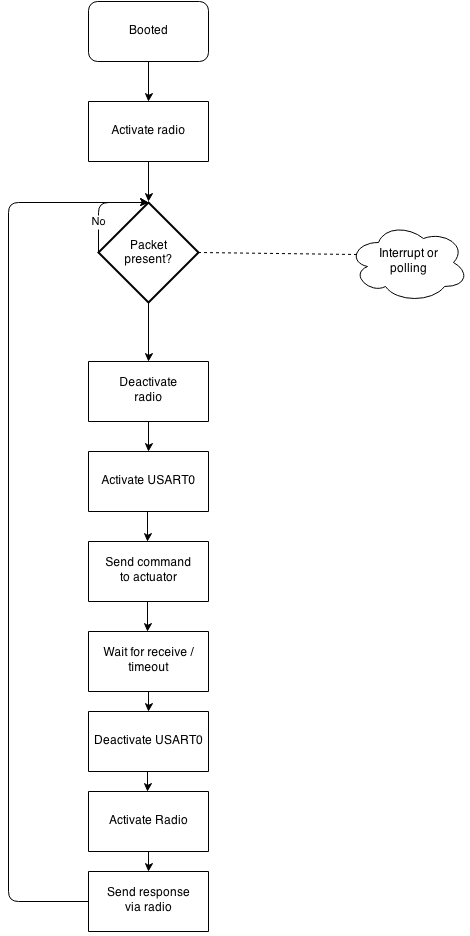 Booted
Activate radio
No
Packet
present?
Interrupt or
polling
Deactivate
radio
Activate USART0
Send command
to actuator
Wait for receive /
timeout
Deactivate USART0
Activate Radio
Send response
via radio